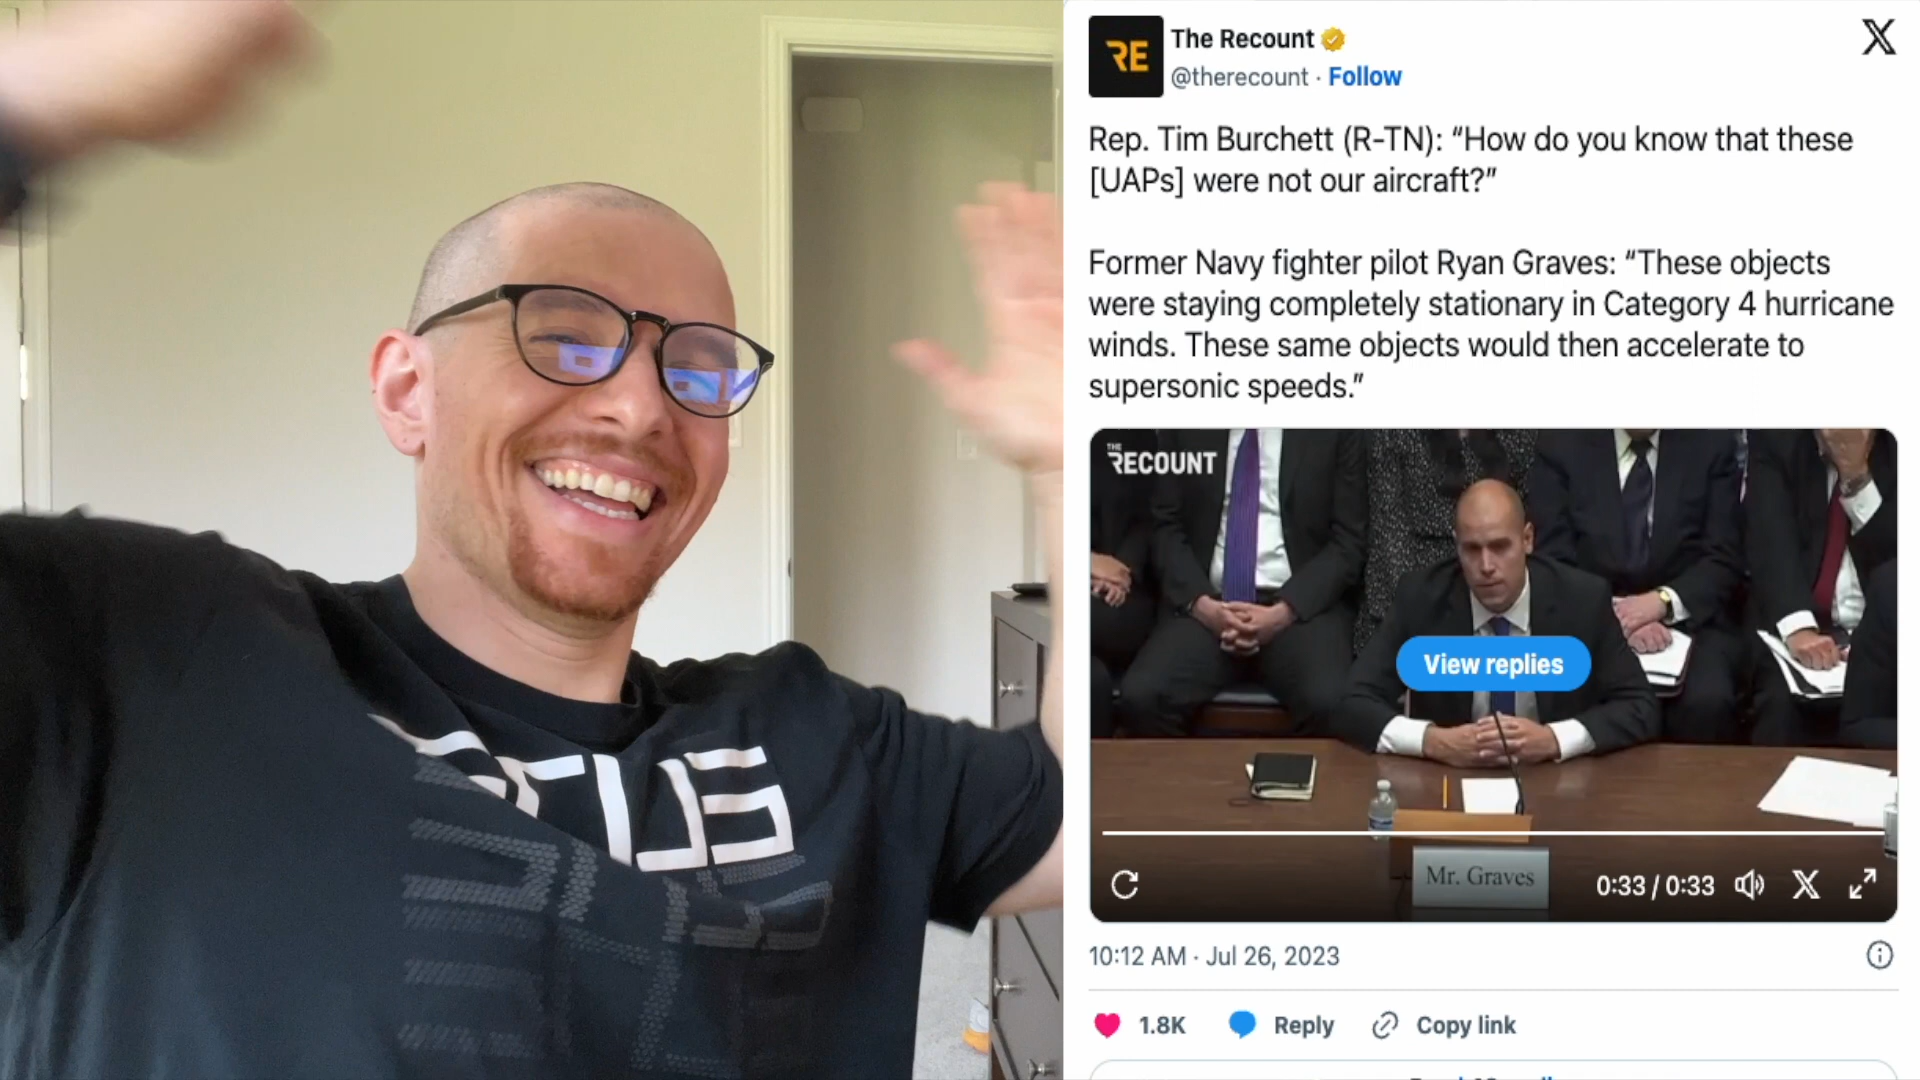 RE
The Recount
@therecount · Follow
Rep. Tim Burchett (R-TN): “How do you know that these
[UAPs] were not our aircraft?”
Former Navy fighter pilot Ryan Graves: “These objects
were staying completely stationary in Category 4 hurricane
winds. These same objects would then accelerate to
supersonic speeds.”
THE
RECOUNT
View replies
Mr. Graves
0:33 / 0:33
10:12 AM · Jul 26, 2023
1.8K Reply Copy link